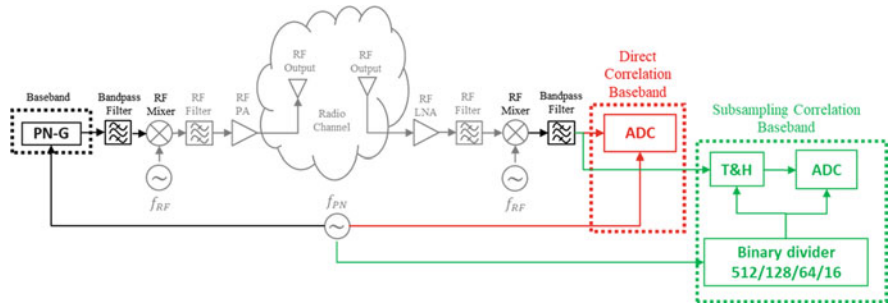 Baseband
PN-G
Bandpass
Filter
RF
Mixer
f_RF
RF
Filter
RF
PA
RF
Output
Radio
Channel
RF
Output
RF
LNA
RF
Filter
RF
Mixer
f_RF
Bandpass
Filter
Direct
Correlation
Baseband
ADC
Subsampling Correlation
Baseband
T&H
ADC
f_PN
Binary divider
512/128/64/16